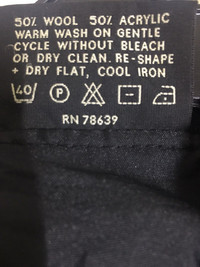 50% WOOL 50% ACRYLIC
WARM WASH ON GENTLE
CYCLE WITHOUT BLEACH
OR DRY CLEAN. RE-SHAPE
+ DRY FLAT, COOL IRON
40 P
RN 78639